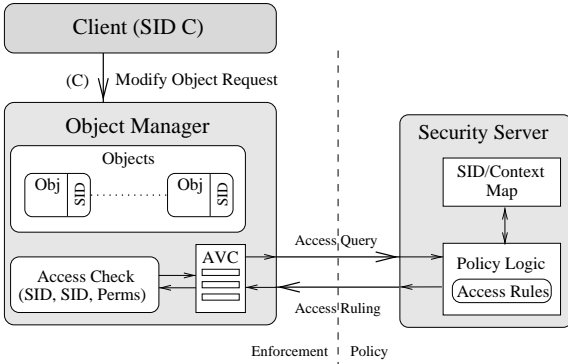 Client (SID C)
(C)
Modify Object Request
Object Manager
Objects
Obj
SID
Obj
SID
Access Check
(SID, SID, Perms)
AVC
Access Query
Access Ruling
Security Server
SID/Context
Map
Policy Logic
Access Rules
Enforcement
Policy